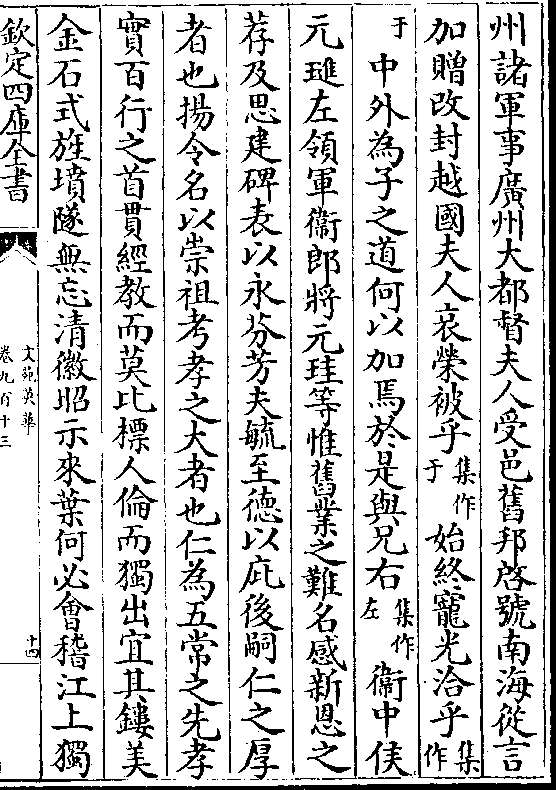 州諸軍事廣州大都督夫人受邑舊邦啓號南海從言
加贈改封越國夫人哀榮被乎集作于始終寵光洽乎集作
于中外為子之道何以加焉於是與兄右集作左衞中候
元璡左領軍衞郎將元珪等惟舊業之難名感新恩之
荐及思建碑表以永芬芳夫毓至德以庇後嗣仁之厚
者也揚令名以崇祖考孝之大者也仁為五常之先孝
實百行之首貫經教而莫比標人倫而獨出宜其鏤美
金石式旌墳隧無忘清徽昭示來葉何必會稽江上獨
欽定四庫全書
文苑英華
卷九百十三
十四